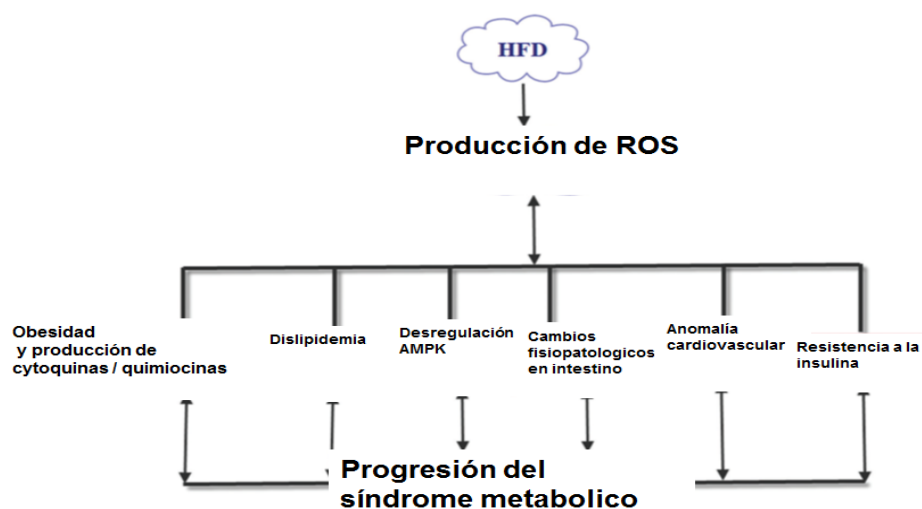 HFD
Producción de ROS
Obesidad
y producción de
cytoquinas / quimiocinas
Dislipidemia
Desregulación
AMPK
Cambios
fisiopatologicos
en intestino
Anomalía
cardiovascular
Resistencia a la
insulina
Progresión del
síndrome metabolico